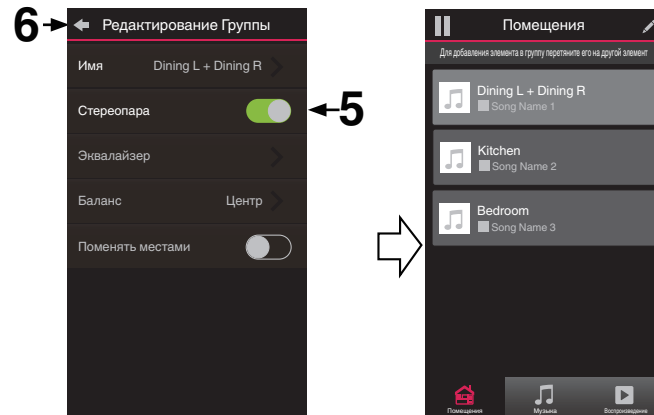 6
Редактирование Группы
Имя Dining L + Dining R
Стереопара
5
Эквалайзер
Баланс Центр
Поменять местами
Помещения
Для добавления элемента в группу перетяните его на другой элемент
Dining L + Dining R
Song Name 1
Kitchen
Song Name 2
Bedroom
Song Name 3
Помещения Музыка Воспроизведение